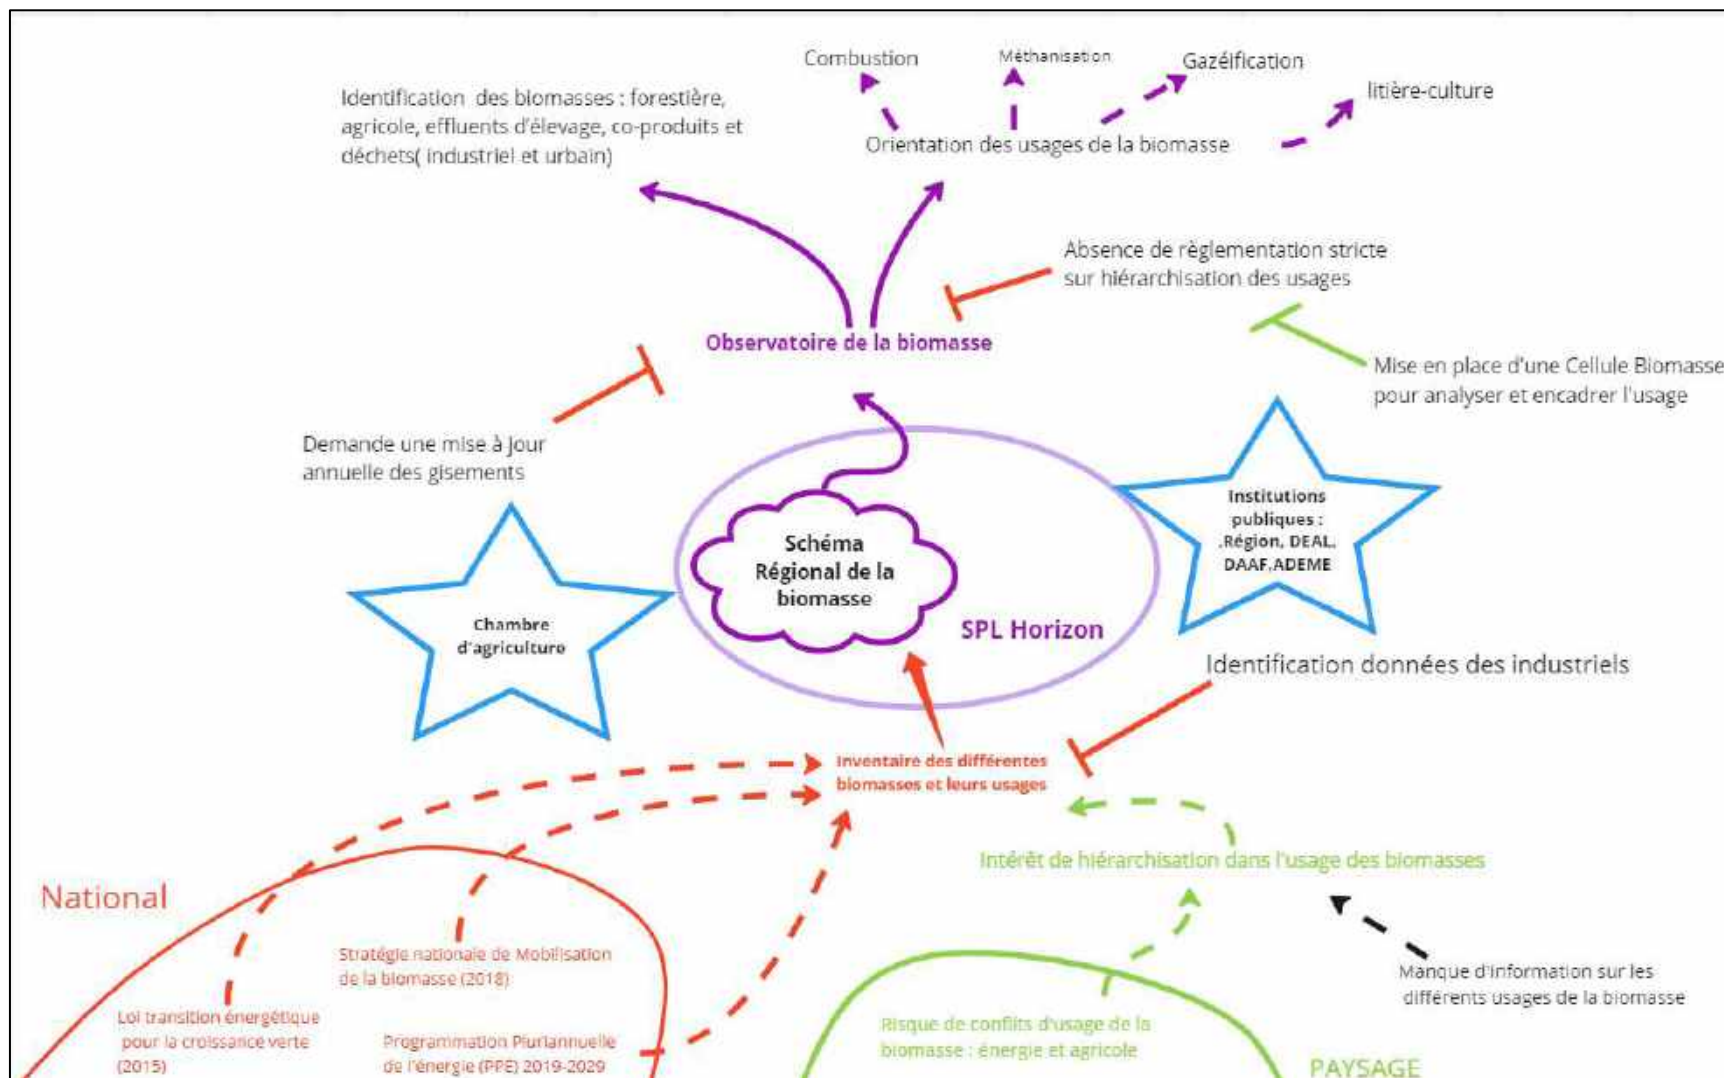 Combustion
Méthanisation
Gazéification
litière-culture
Identification des biomasses : forestière,
agricole, effluents d'élevage, co-produits et
déchets( industriel et urbain)
Orientation des usages de la biomasse
Absence de règlementation stricte
sur hiérarchisation des usages
Observatoire de la biomasse
Mise en place d'une Cellule Biomasse
pour analyser et encadrer l'usage
Demande une mise à jour
annuelle des gisements
Institutions
publiques :
.Région, DEAL,
DAAF,ADEME
Schéma
Régional de la
biomasse
Chambre
d'agriculture
SPL Horizon
Identification données des industriels
Inventaire des différentes
biomasses et leurs usages
Intérêt de hiérarchisation dans l'usage des biomasses
National
Stratégie nationale de Mobilisation
de la biomasse (2018)
Manque d'information sur les
différents usages de la biomasse
Loi transition énergétique
pour la croissance verte
(2015)
Programmation Pluriannuelle
de l'énergie (PPE) 2019-2029
Risque de conflits d'usage de la
biomasse : énergie et agricole
PAYSAGE